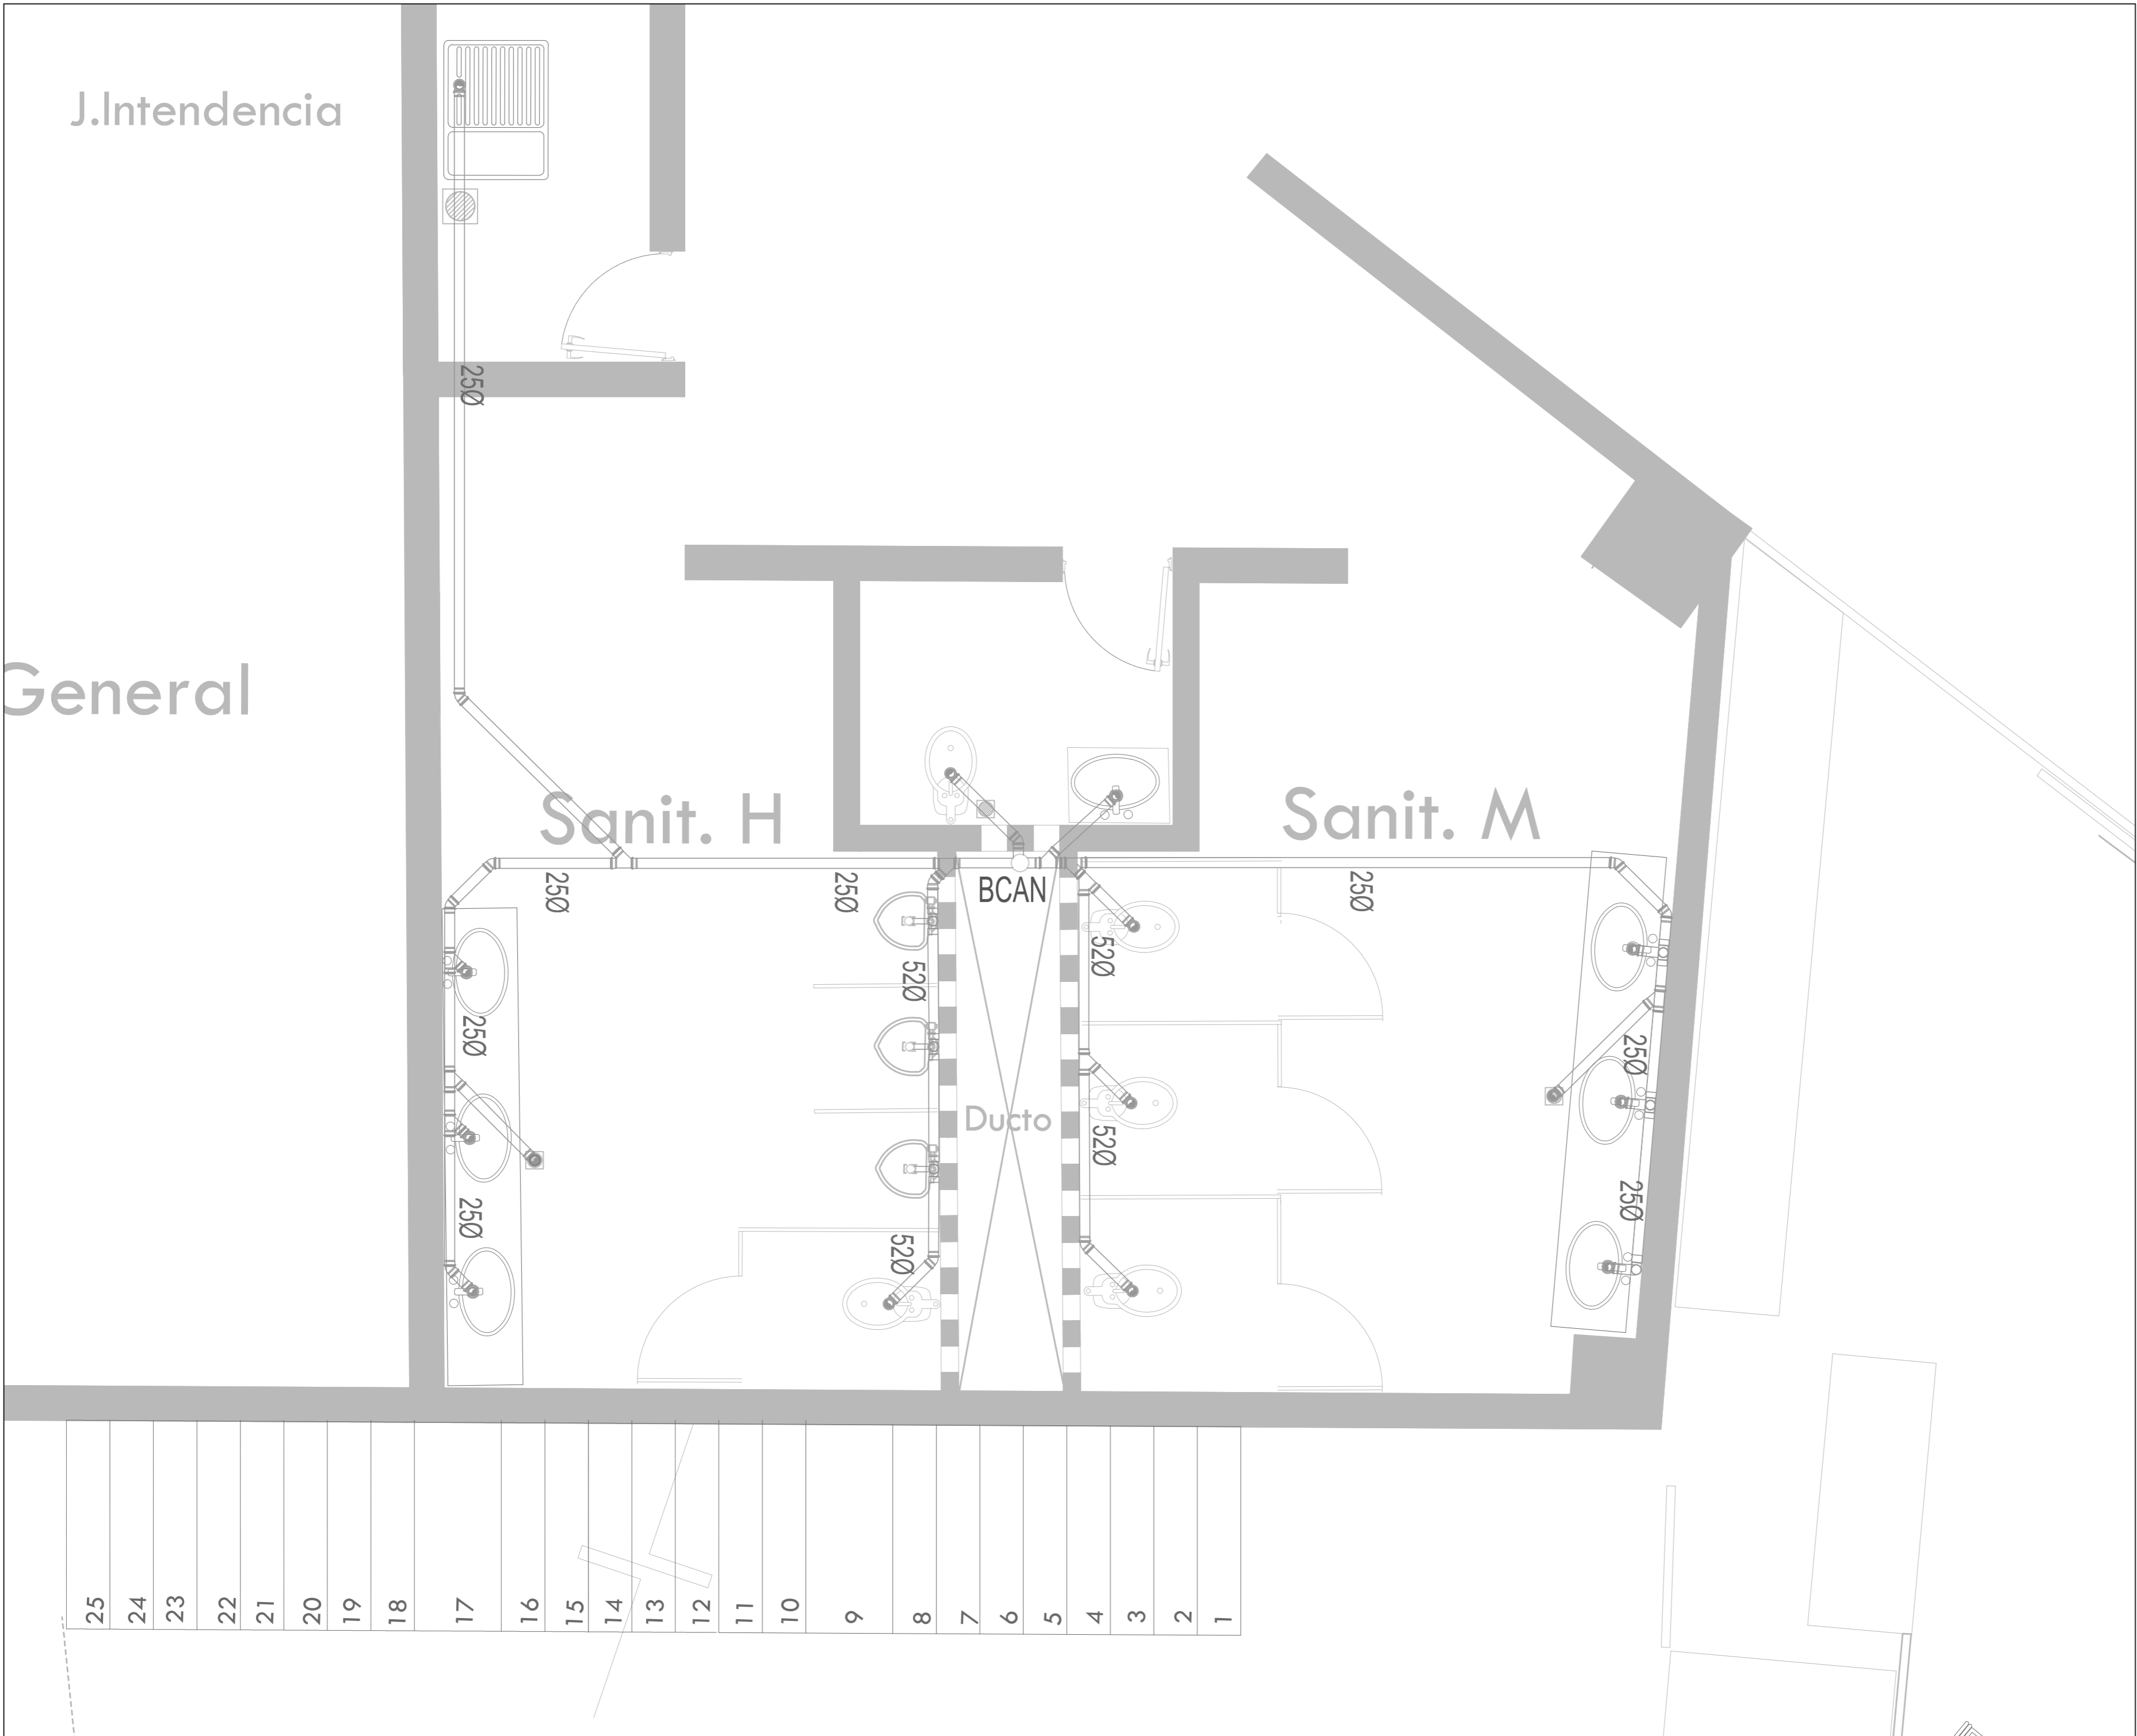 J.Intendencia
25Ø
General
Sanit. H
Sanit. M
25Ø
25Ø
BCAN
25Ø
52Ø
52Ø
25Ø
25Ø
Ducto
52Ø
25Ø
25Ø
52Ø
25
24
23
22
21
20
19
18
17
16
15
14
13
12
11
10
9
8
7
6
5
4
3
2
1